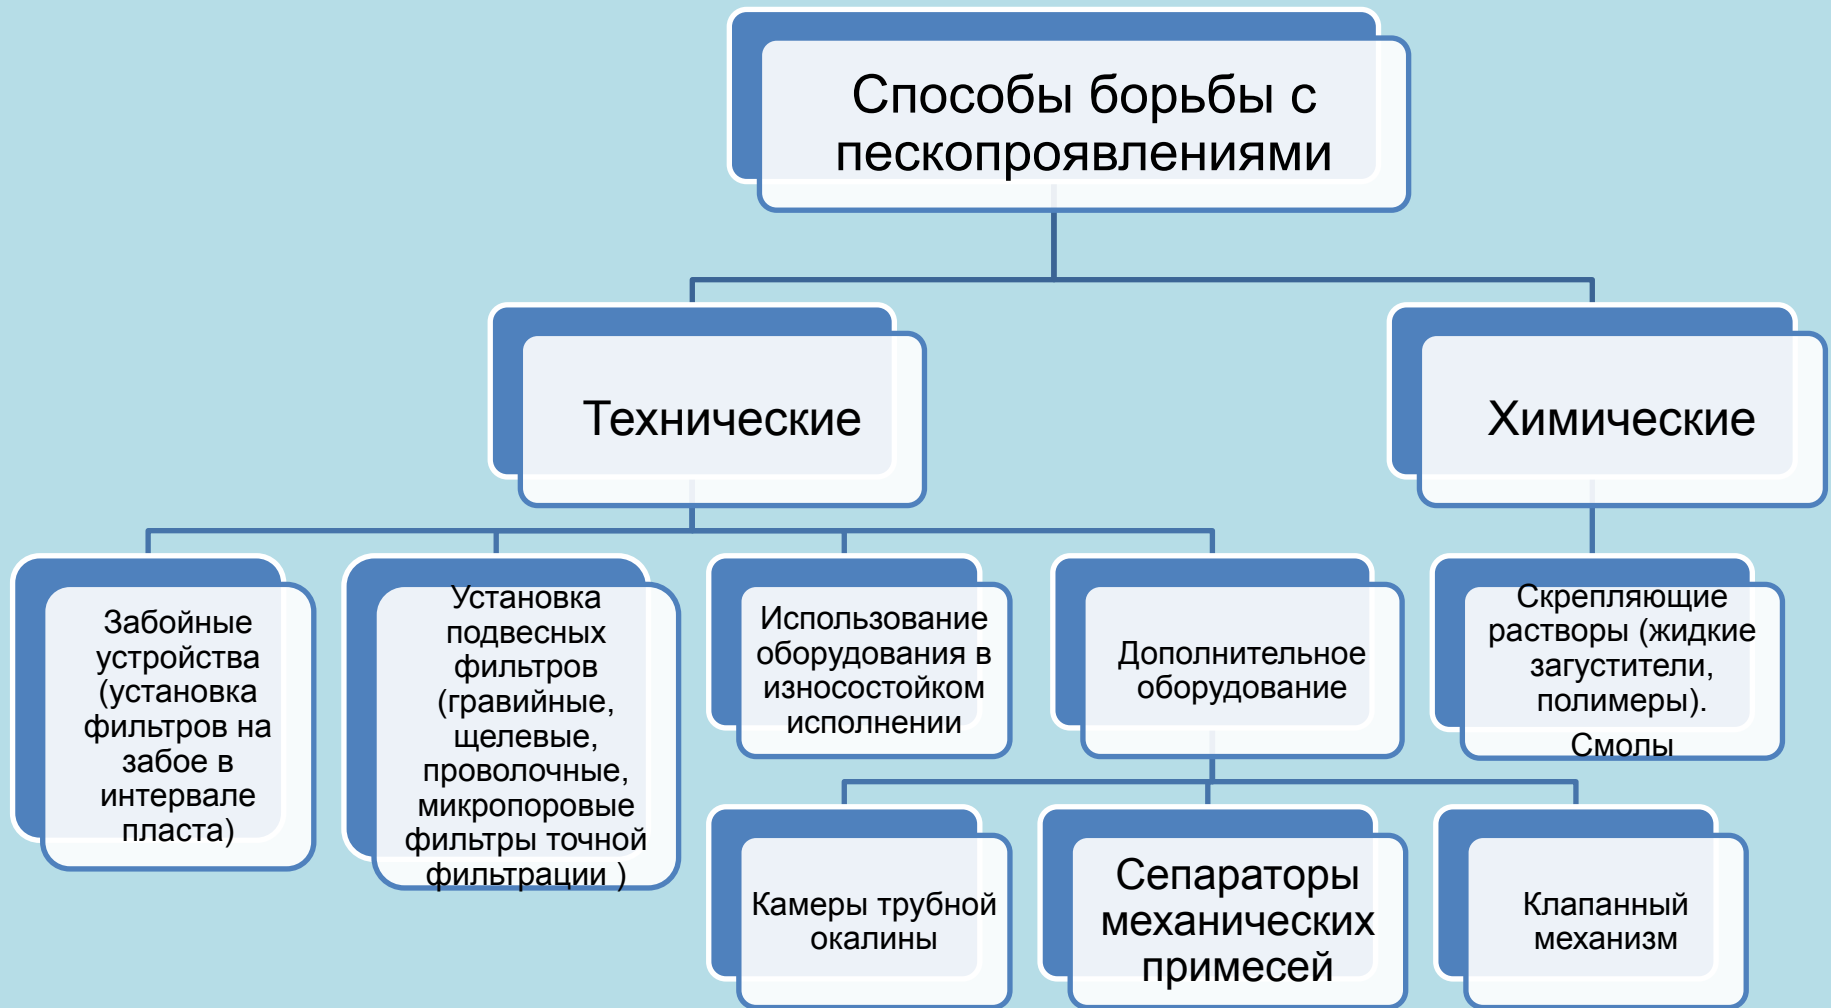 Способы борьбы с
пескопроявлениями
Технические
Химические
Забойные
устройства
(установка
фильтров на
забое в
интервале
пласта)
Установка
подвесных
фильтров
(гравийные,
щелевые,
проволочные,
микропоровые
фильтры точной
фильтрации )
Использование
оборудования в
износостойком
исполнении
Дополнительное
оборудование
Скрепляющие
растворы (жидкие
загустители,
полимеры).
Смолы
Камеры трубной
окалины
Сепараторы
механических
примесей
Клапанный
механизм